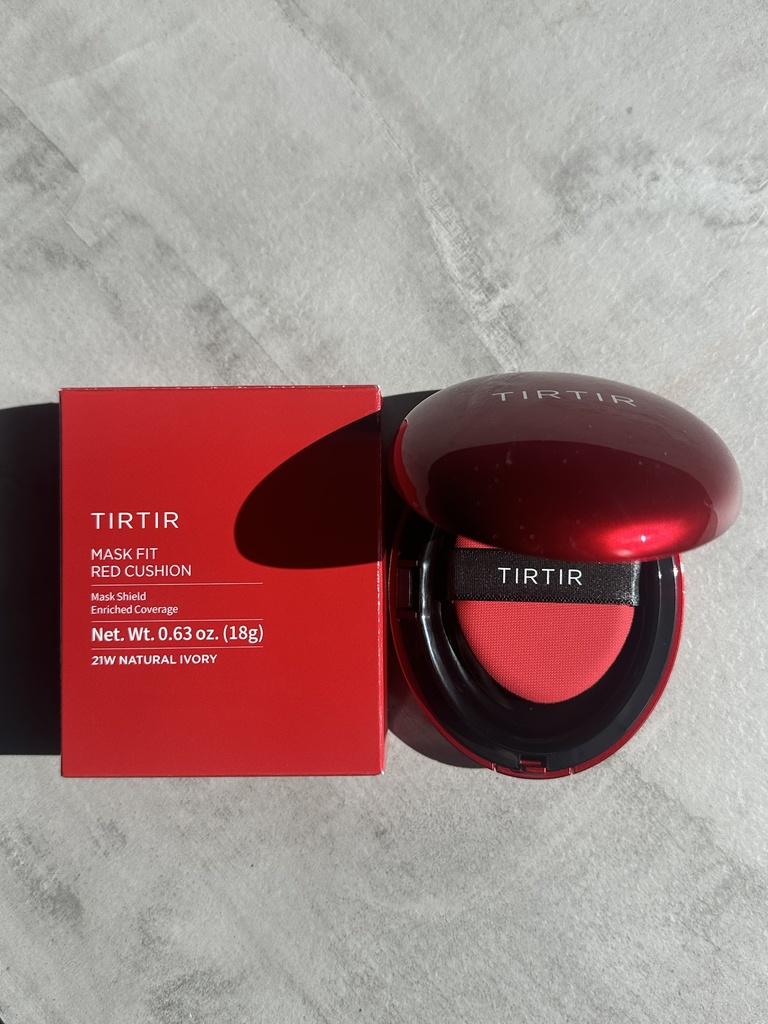 TIRTIR
MASK FIT
RED CUSHION
Mask Shield
Enriched Coverage
Net. Wt. 0.63 oz. (18g)
21W NATURAL IVORY
TIRTIR
TIRTIR